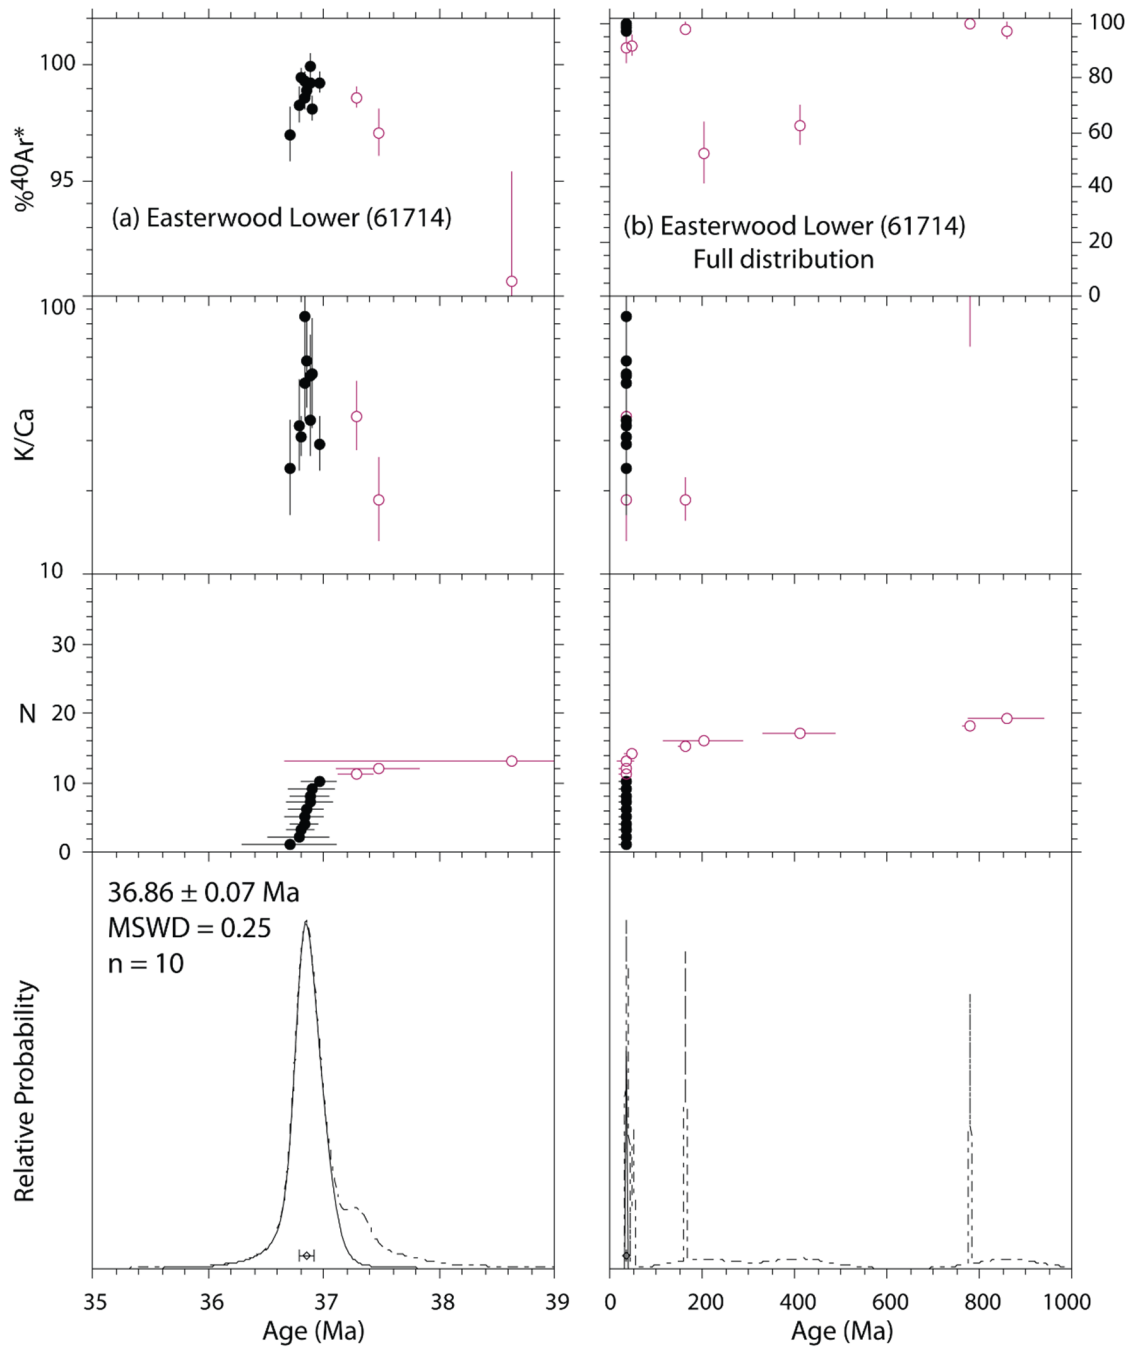 100
95
%40Ar*
(a) Easterwood Lower (61714)
100
80
60
40
20
0
(b) Easterwood Lower (61714)
Full distribution
100
10
K/Ca
30
20
10
0
N
36.86 ± 0.07 Ma
MSWD = 0.25
n = 10
Relative Probability
35 36 37 38 39
Age (Ma)
0 200 400 600 800 1000
Age (Ma)